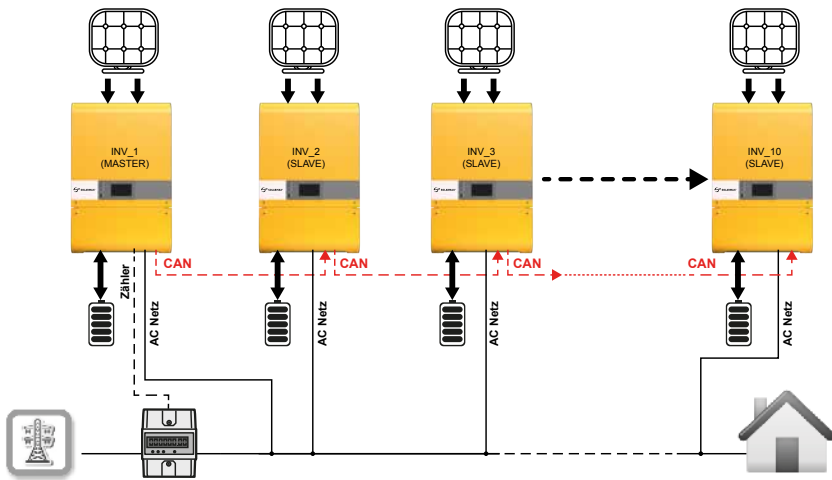 INV_1
(MASTER)
INV_2
(SLAVE)
INV_3
(SLAVE)
INV_10
(SLAVE)
CAN
CAN
CAN
CAN
Zähler
AC Netz
AC Netz
AC Netz
AC Netz